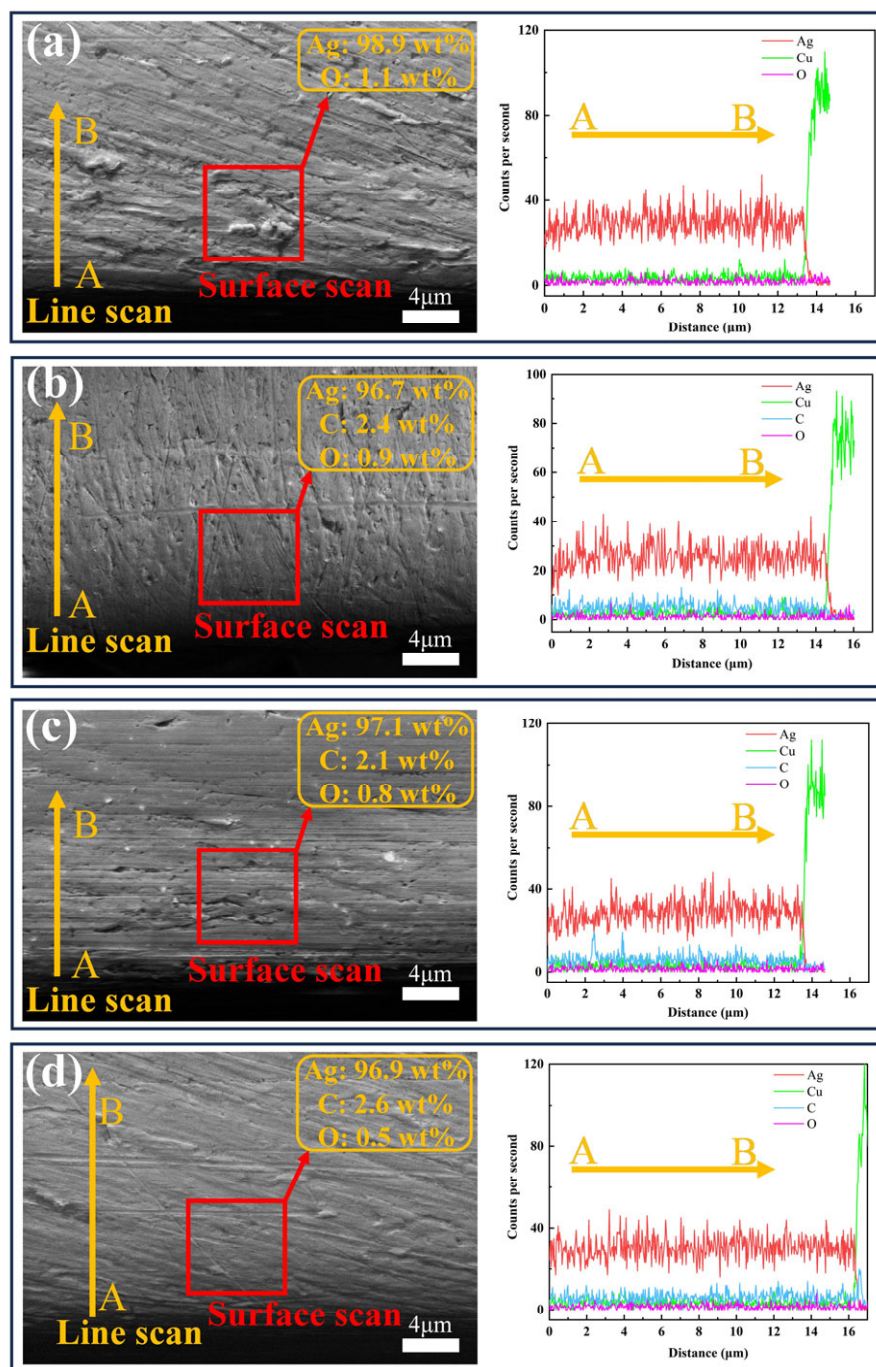 (a)
Ag: 98.9 wt%
O: 1.1 wt%
B
A
Line scan
Surface scan
4μm
Counts per second
120
80
40
0
Ag
Cu
O
A
B
0 2 4 6 8 10 12 14 16
Distance (μm)
(b)
Ag: 96.7 wt%
C: 2.4 wt%
O: 0.9 wt%
B
A
Line scan
Surface scan
4μm
Counts per second
100
80
60
40
20
0
Ag
Cu
C
O
A
B
0 2 4 6 8 10 12 14 16
Distance (μm)
(c)
Ag: 97.1 wt%
C: 2.1 wt%
O: 0.8 wt%
B
A
Line scan
Surface scan
4μm
Counts per second
120
80
40
0
Ag
Cu
C
O
A
B
0 2 4 6 8 10 12 14 16
Distance (μm)
(d)
Ag: 96.9 wt%
C: 2.6 wt%
O: 0.5 wt%
B
A
Line scan
Surface scan
4μm
Counts per second
120
80
40
0
Ag
Cu
C
O
A
B
0 2 4 6 8 10 12 14 16
Distance (μm)